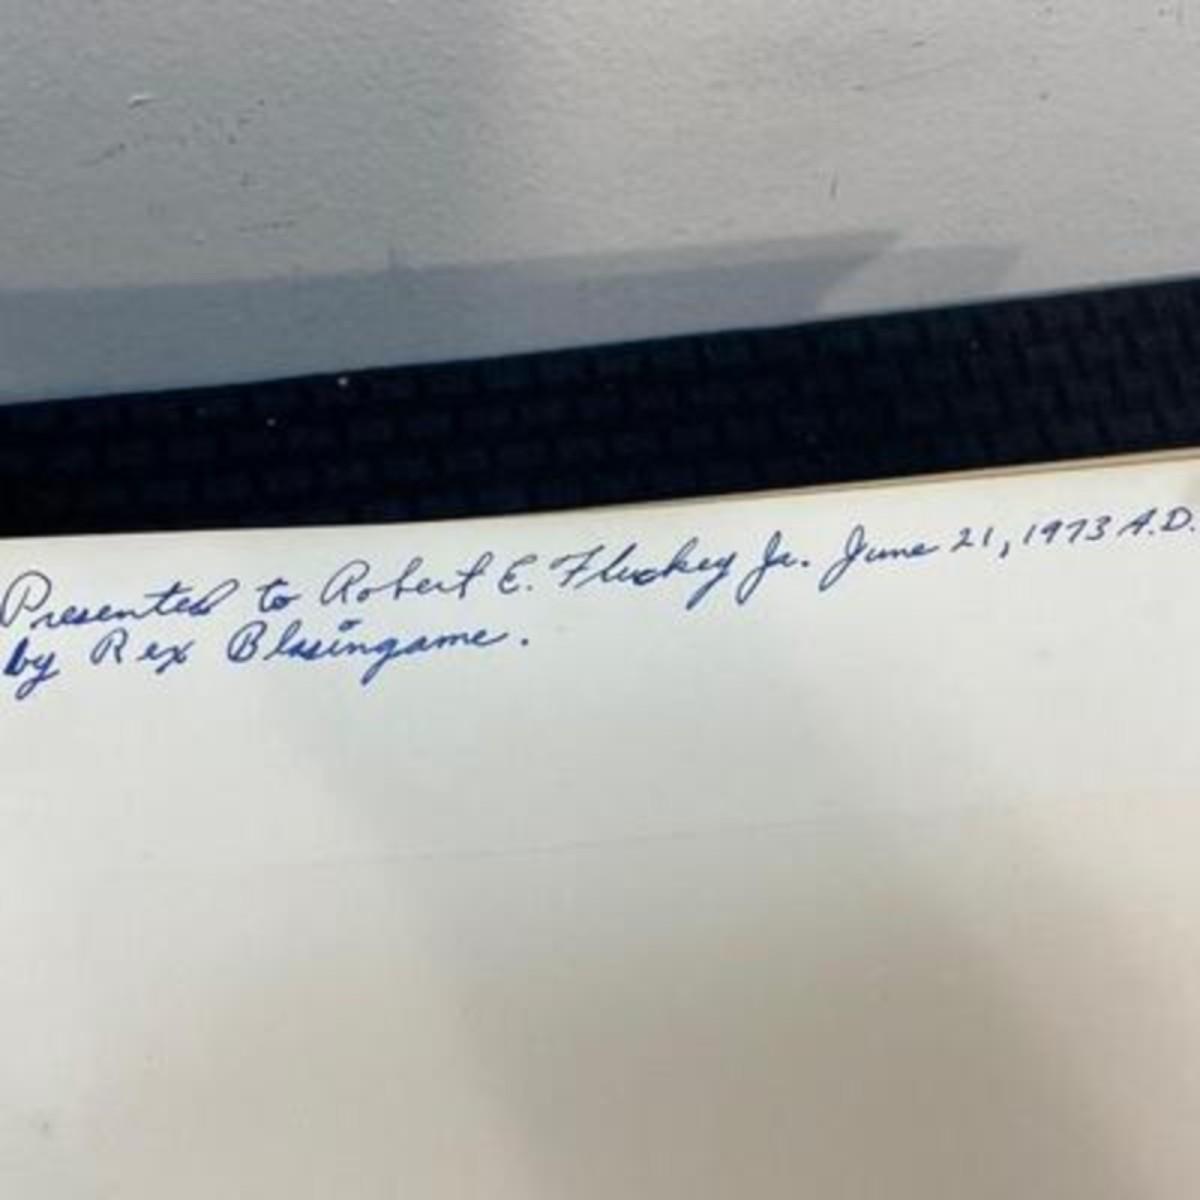 Presented to Robert E. Fluckey Jr. June 21, 1973 A.D.
by Rex Blasingame.